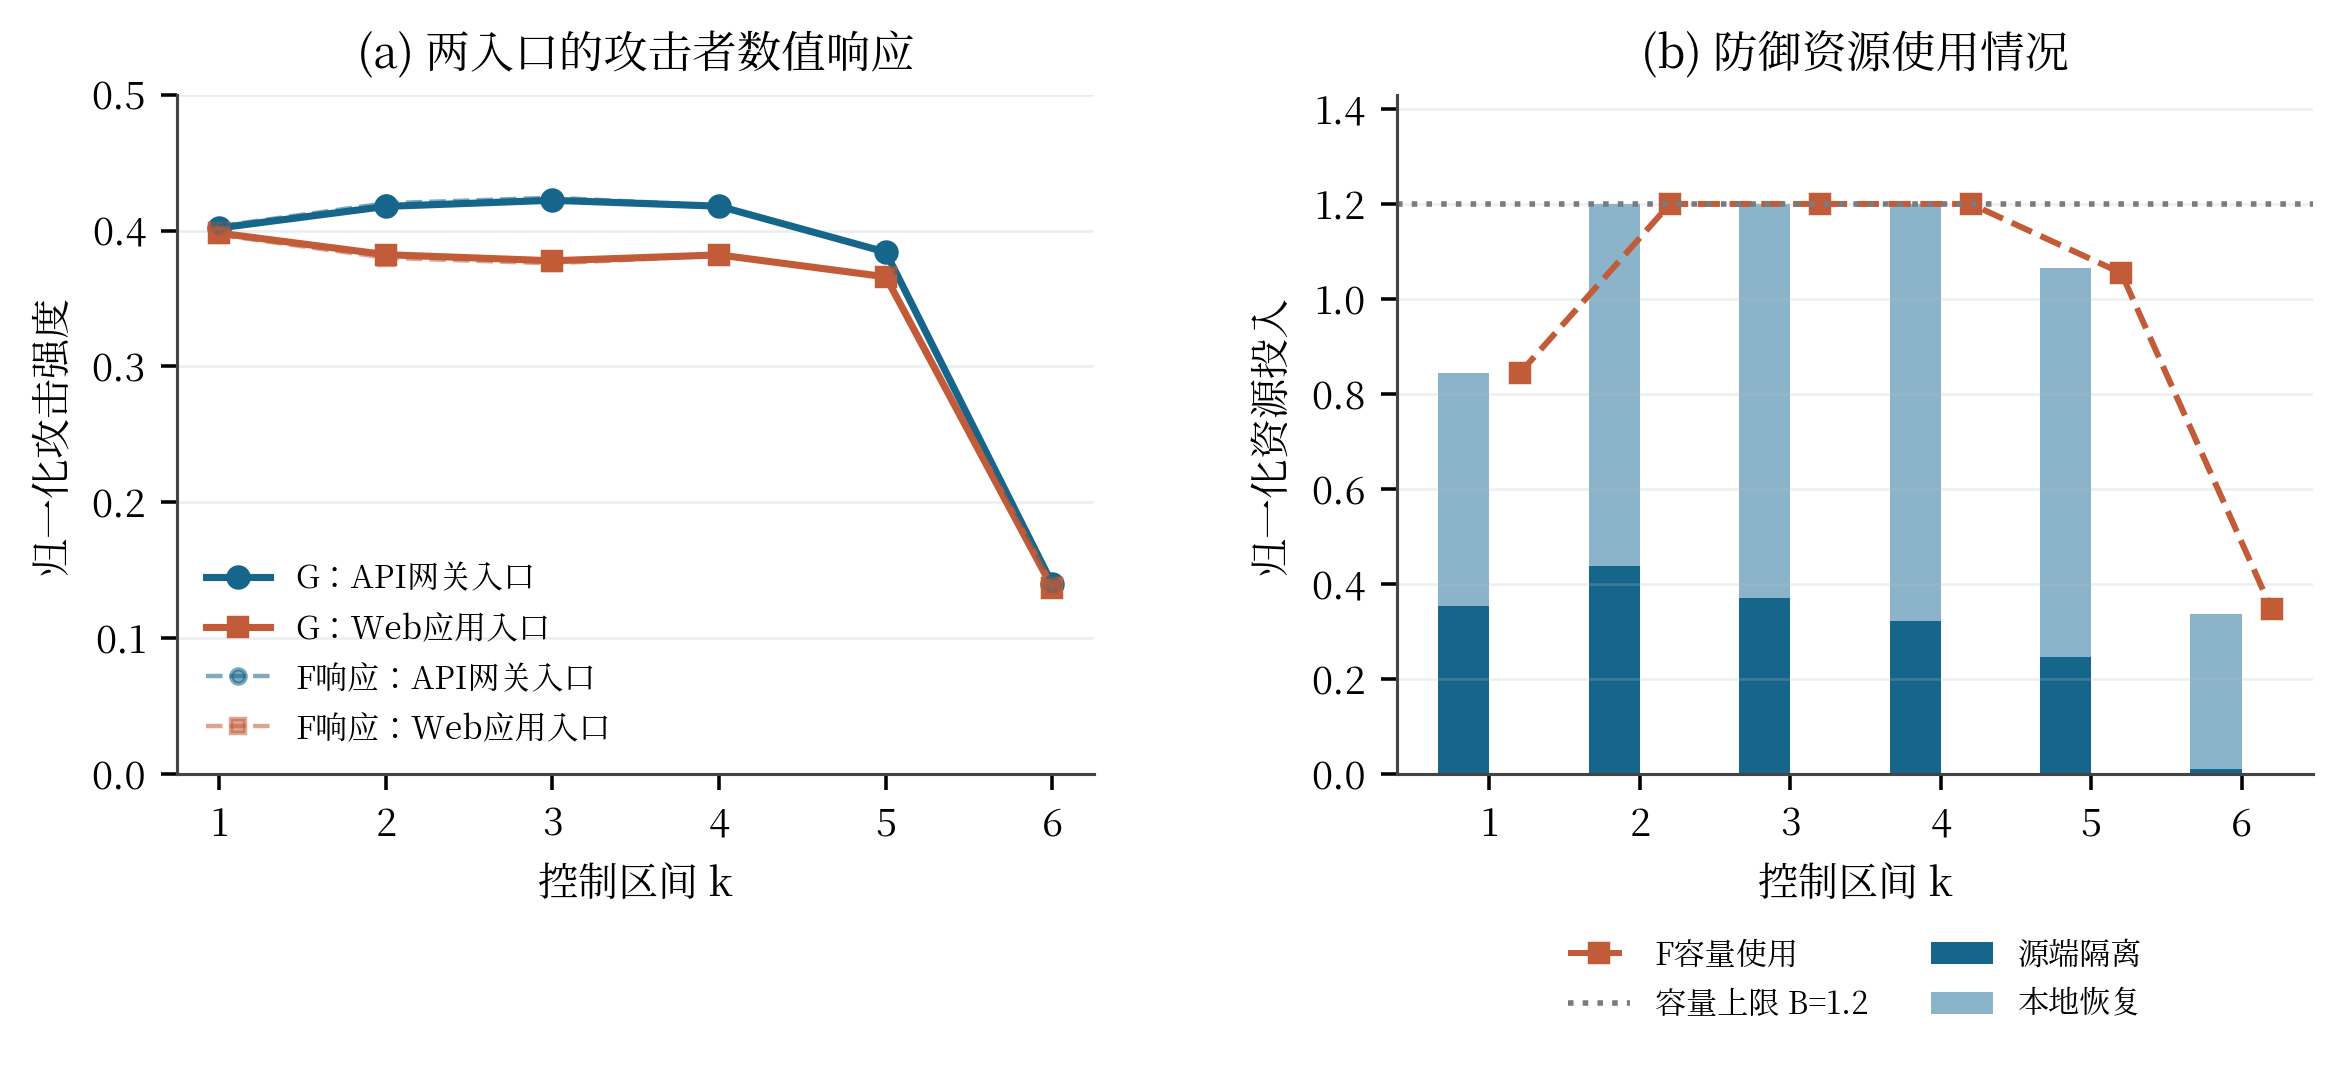 (a) 两入口的攻击者数值响应
0.5
0.4
0.3
0.2
0.1
0.0
归一化攻击强度
G：API网关入口
G：Web应用入口
F响应：API网关入口
F响应：Web应用入口
1 2 3 4 5 6
控制区间 k
(b) 防御资源使用情况
1.4
1.2
1.0
0.8
0.6
0.4
0.2
0.0
归一化资源投入
1 2 3 4 5 6
控制区间 k
F容量使用
容量上限 B=1.2
源端隔离
本地恢复